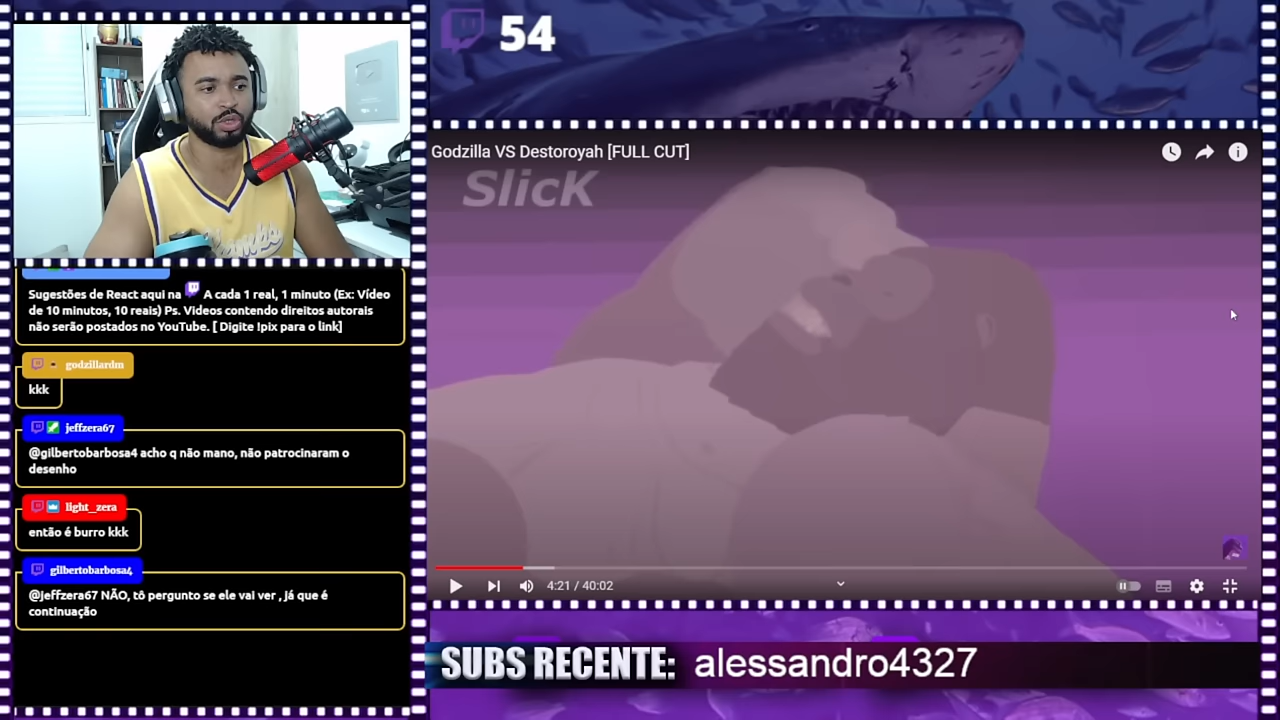 54
Godzilla VS Destoroyah [FULL CUT]
SlicK
Sugestões de React aqui na A cada 1 real, 1 minuto (Ex: Vídeo
de 10 minutos, 10 reais) Ps. Videos contendo direitos autorais
não serão postados no YouTube. [ Digite !pix para o link]
godzillardm
kkk
jeffzera67
@gilbertobarbosa4 acho q não mano, não patrocinaram o
desenho
light_zera
então é burro kkk
gilbertobarbosa4
@jeffzera67 NÃO, tô pergunto se ele vai ver , já que é
continuação
4:21 / 40:02
SUBS RECENTE: alessandro4327